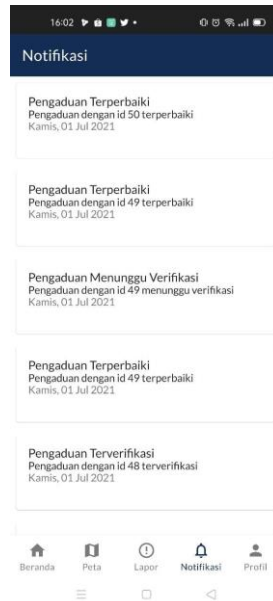 16:02
Notifikasi
Pengaduan Terperbaiki
Pengaduan dengan id 50 terperbaiki
Kamis, 01 Jul 2021
Pengaduan Terperbaiki
Pengaduan dengan id 49 terperbaiki
Kamis, 01 Jul 2021
Pengaduan Menunggu Verifikasi
Pengaduan dengan id 49 menunggu verifikasi
Kamis, 01 Jul 2021
Pengaduan Terperbaiki
Pengaduan dengan id 49 terperbaiki
Kamis, 01 Jul 2021
Pengaduan Terverifikasi
Pengaduan dengan id 48 terverifikasi
Kamis, 01 Jul 2021
Beranda Peta Lapor Notifikasi Profil